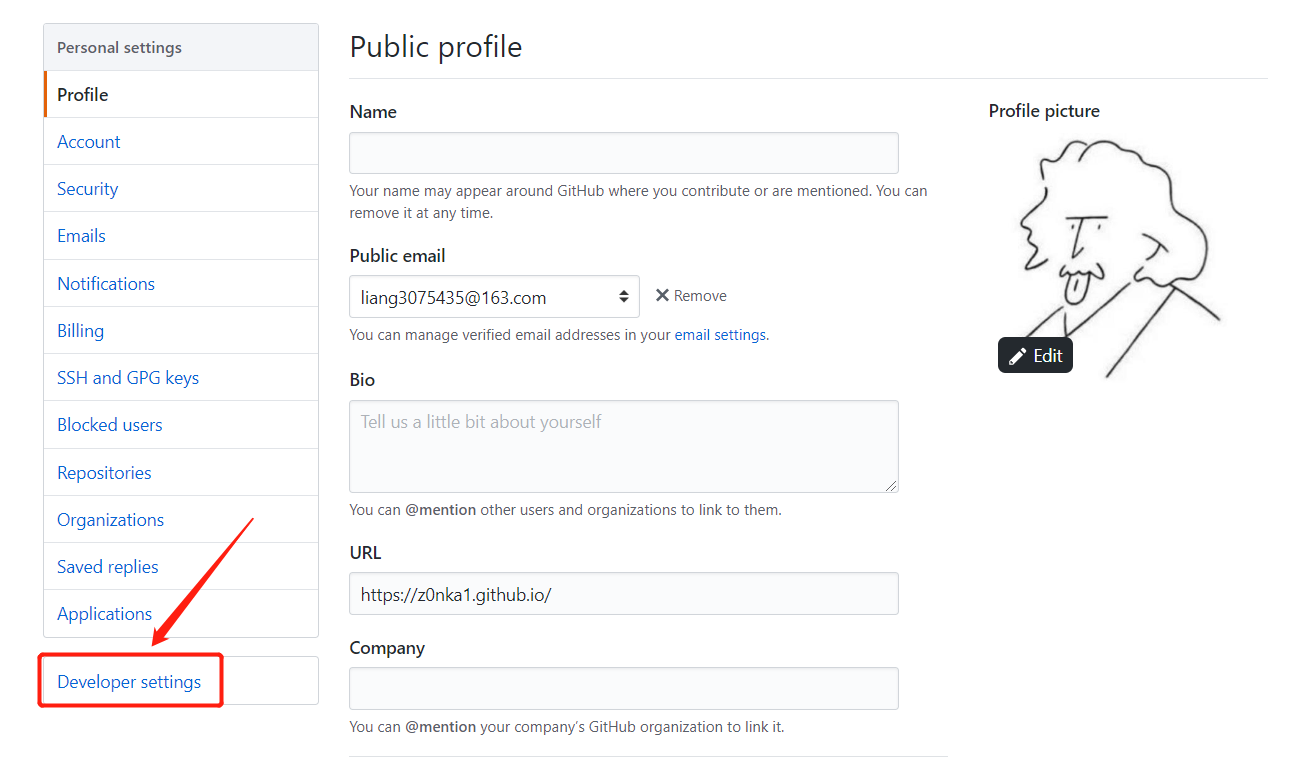 Personal settings
Profile
Account
Security
Emails
Notifications
Billing
SSH and GPG keys
Blocked users
Repositories
Organizations
Saved replies
Applications
Developer settings
Public profile
Name
Your name may appear around GitHub where you contribute or are mentioned. You can
remove it at any time.
Public email
liang3075435@163.com
Remove
You can manage verified email addresses in your email settings.
Bio
Tell us a little bit about yourself
You can @mention other users and organizations to link to them.
URL
https://z0nka1.github.io/
Company
You can @mention your company's GitHub organization to link it.
Profile picture
Edit